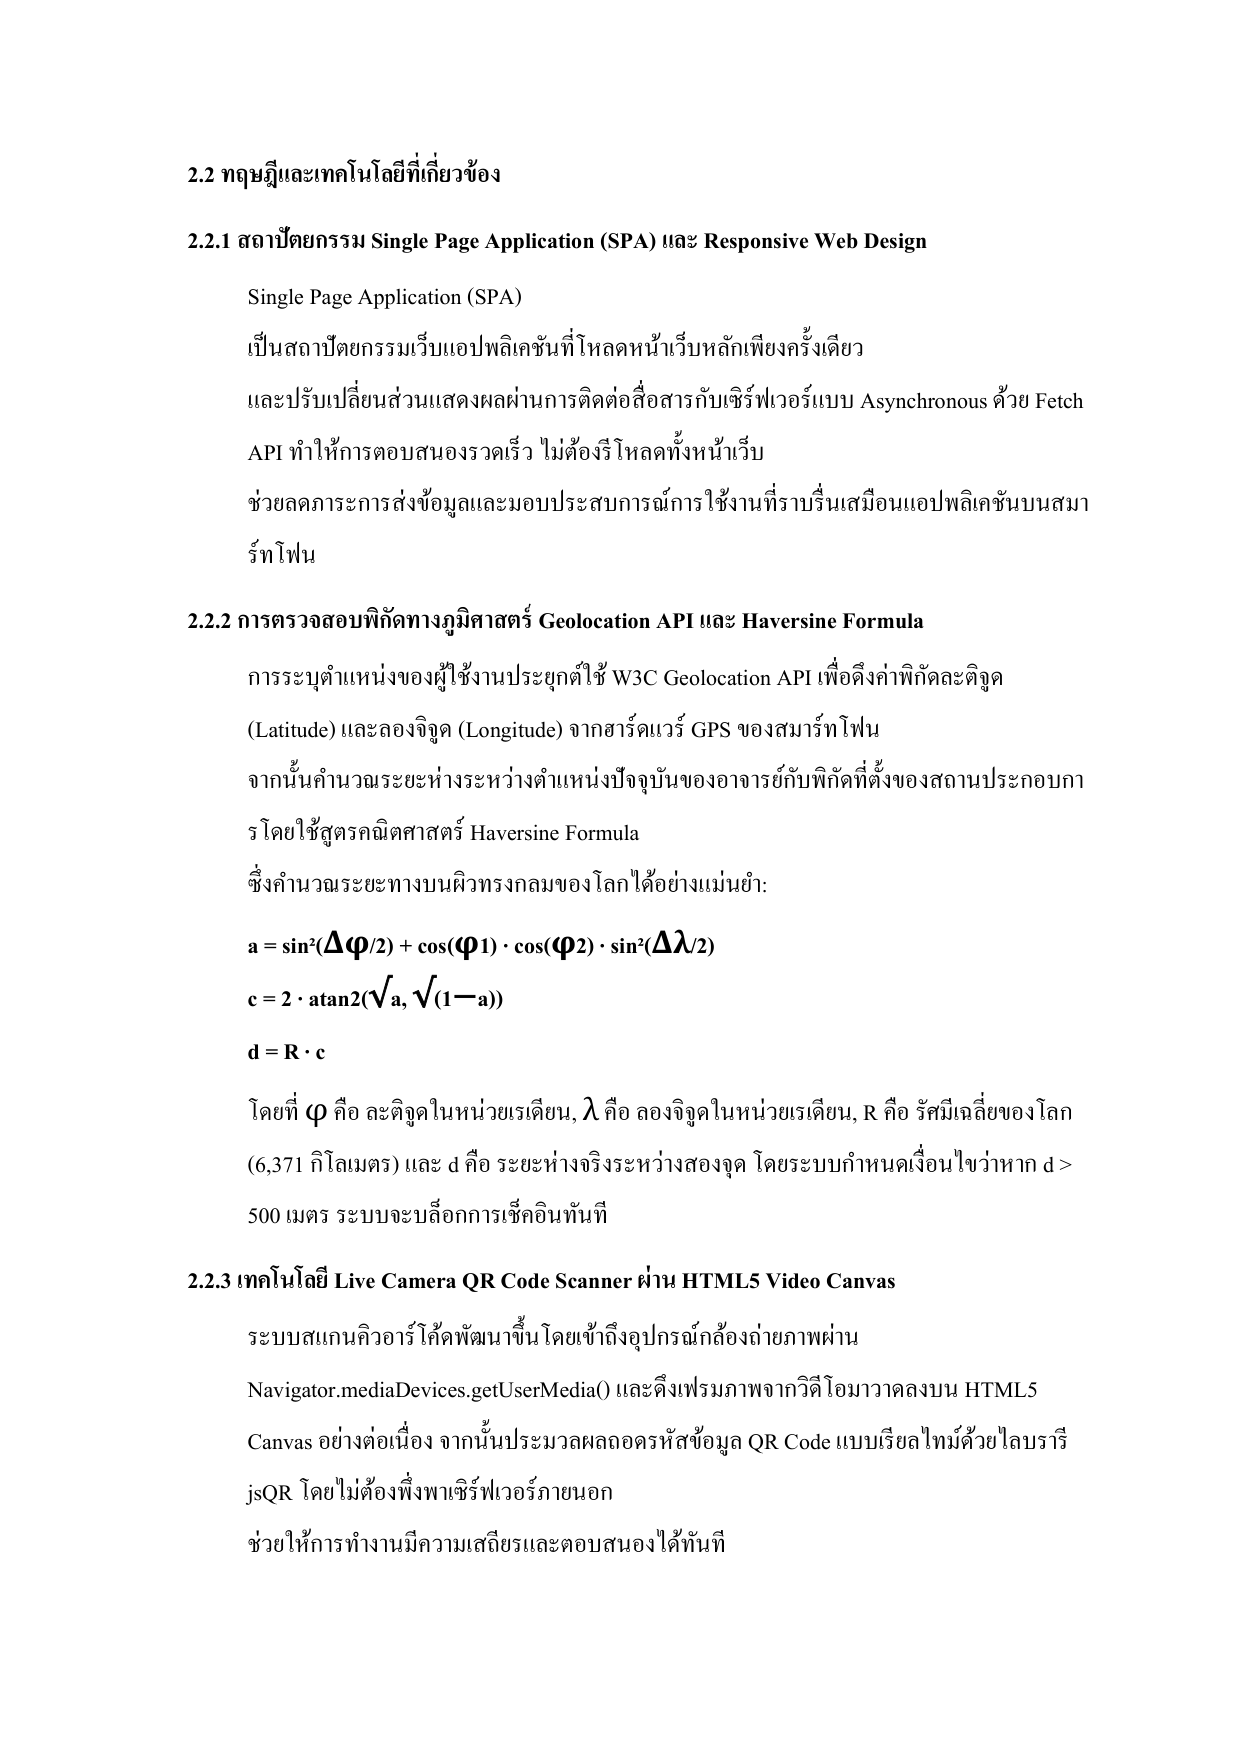 2.2 ทฤษฎีและเทคโนโลยีที่เกี่ยวข้อง
2.2.1 สถาปัตยกรรม Single Page Application (SPA) และ Responsive Web Design
Single Page Application (SPA)
เป็นสถาปัตยกรรมเว็บแอปพลิเคชันที่โหลดหน้าเว็บหลักเพียงครั้งเดียว
และปรับเปลี่ยนส่วนแสดงผลผ่านการติดต่อสื่อสารกับเซิร์ฟเวอร์แบบ Asynchronous ด้วย Fetch
API ทำให้การตอบสนองรวดเร็ว ไม่ต้องรีโหลดทั้งหน้าเว็บ
ช่วยลดภาระการส่งข้อมูลและมอบประสบการณ์การใช้งานที่ราบรื่นเสมือนแอปพลิเคชันบนสมา
ร์ทโฟน
2.2.2 การตรวจสอบพิกัดทางภูมิศาสตร์ Geolocation API และ Haversine Formula
การระบุตำแหน่งของผู้ใช้งานประยุกต์ใช้ W3C Geolocation API เพื่อดึงค่าพิกัดละติจูด
(Latitude) และลองจิจูด (Longitude) จากฮาร์ดแวร์ GPS ของสมาร์ทโฟน
จากนั้นคำนวณระยะห่างระหว่างตำแหน่งปัจจุบันของอาจารย์กับพิกัดที่ตั้งของสถานประกอบกา
รโดยใช้สูตรคณิตศาสตร์ Haversine Formula
ซึ่งคำนวณระยะทางบนผิวทรงกลมของโลกได้อย่างแม่นยำ:
a = sin²(Δφ/2) + cos(φ1) · cos(φ2) · sin²(Δλ/2)
c = 2 · atan2(√a, √(1−a))
d = R · c
โดยที่ φ คือ ละติจูดในหน่วยเรเดียน, λ คือ ลองจิจูดในหน่วยเรเดียน, R คือ รัศมีเฉลี่ยของโลก
(6,371 กิโลเมตร) และ d คือ ระยะห่างจริงระหว่างสองจุด โดยระบบกำหนดเงื่อนไขว่าหาก d >
500 เมตร ระบบจะบล็อกการเช็คอินทันที
2.2.3 เทคโนโลยี Live Camera QR Code Scanner ผ่าน HTML5 Video Canvas
ระบบสแกนคิวอาร์โค้ดพัฒนาขึ้นโดยเข้าถึงอุปกรณ์กล้องถ่ายภาพผ่าน
Navigator.mediaDevices.getUserMedia() และดึงเฟรมภาพจากวิดีโอมาวาดลงบน HTML5
Canvas อย่างต่อเนื่อง จากนั้นประมวลผลถอดรหัสข้อมูล QR Code แบบเรียลไทม์ด้วยไลบรารี
jsQR โดยไม่ต้องพึ่งพาเซิร์ฟเวอร์ภายนอก
ช่วยให้การทำงานมีความเสถียรและตอบสนองได้ทันที